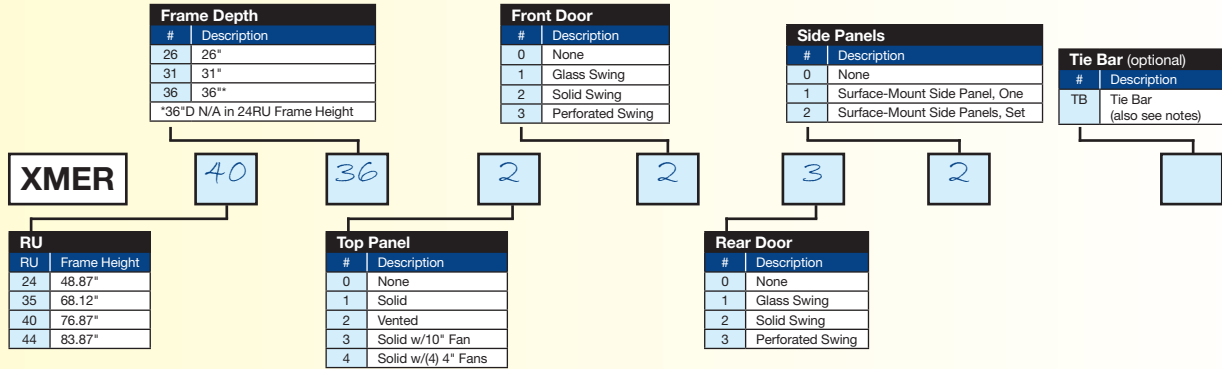 Frame Depth
# Description
26 26"
31 31"
36 36"*
*36"D N/A in 24RU Frame Height
Front Door
# Description
0 None
1 Glass Swing
2 Solid Swing
3 Perforated Swing
Side Panels
# Description
0 None
1 Surface-Mount Side Panel, One
2 Surface-Mount Side Panels, Set
Tie Bar (optional)
# Description
TB Tie Bar
(also see notes)
XMER 40 36 2 2 3 2
RU
RU Frame Height
24 48.87"
35 68.12"
40 76.87"
44 83.87"
Top Panel
# Description
0 None
1 Solid
2 Vented
3 Solid w/10" Fan
4 Solid w/(4) 4" Fans
Rear Door
# Description
0 None
1 Glass Swing
2 Solid Swing
3 Perforated Swing